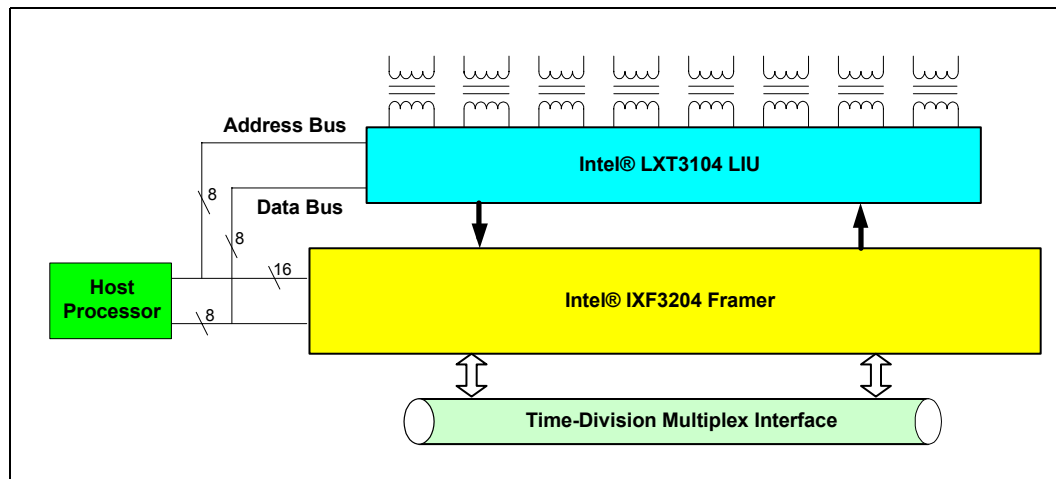 Address Bus
Intel® LXT3104 LIU
8
Data Bus
8
16
Host
Processor
Intel® IXF3204 Framer
8
Time-Division Multiplex Interface